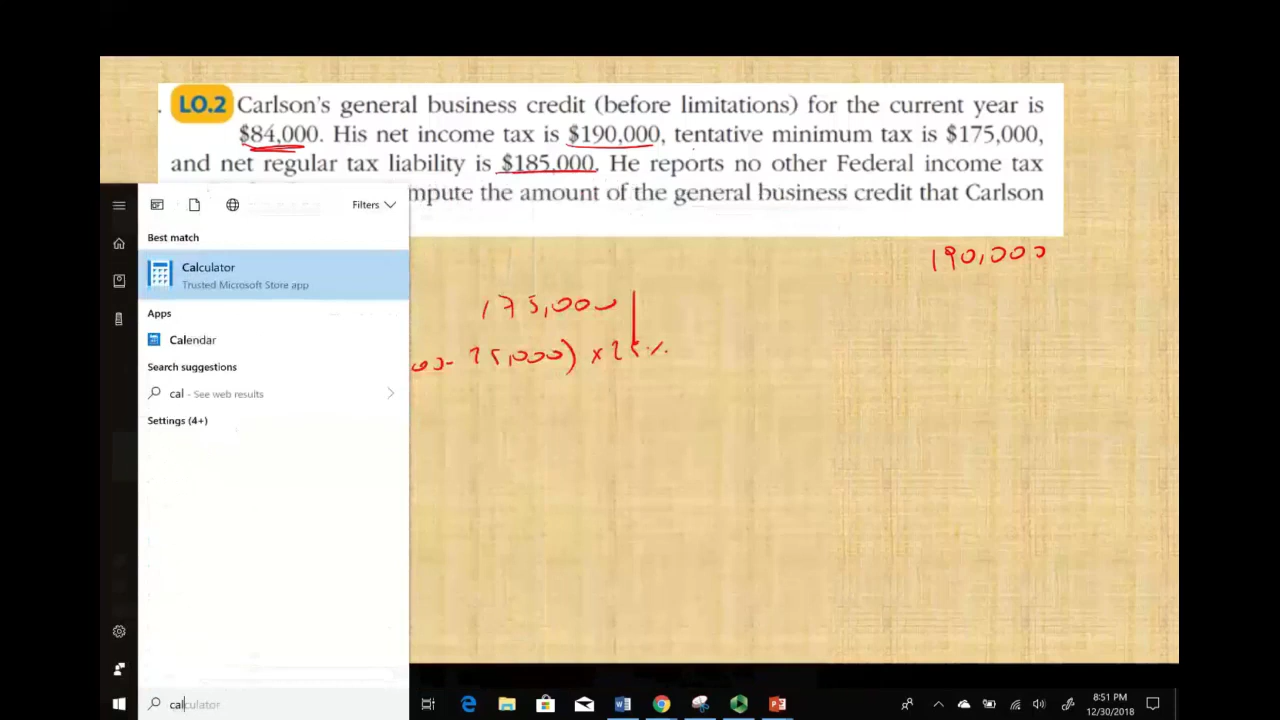 LO.2 Carlson's general business credit (before limitations) for the current year is
$84,000. His net income tax is $190,000, tentative minimum tax is $175,000,
and net regular tax liability is $185,000. He reports no other Federal income tax
mpute the amount of the general business credit that Carlson
Filters
Best match
Calculator
Trusted Microsoft Store app
Apps
Calendar
Search suggestions
cal - See web results
Settings (4+)
190,000
175,000
25,000) x 25%
calculator
8:51 PM
12/30/2018